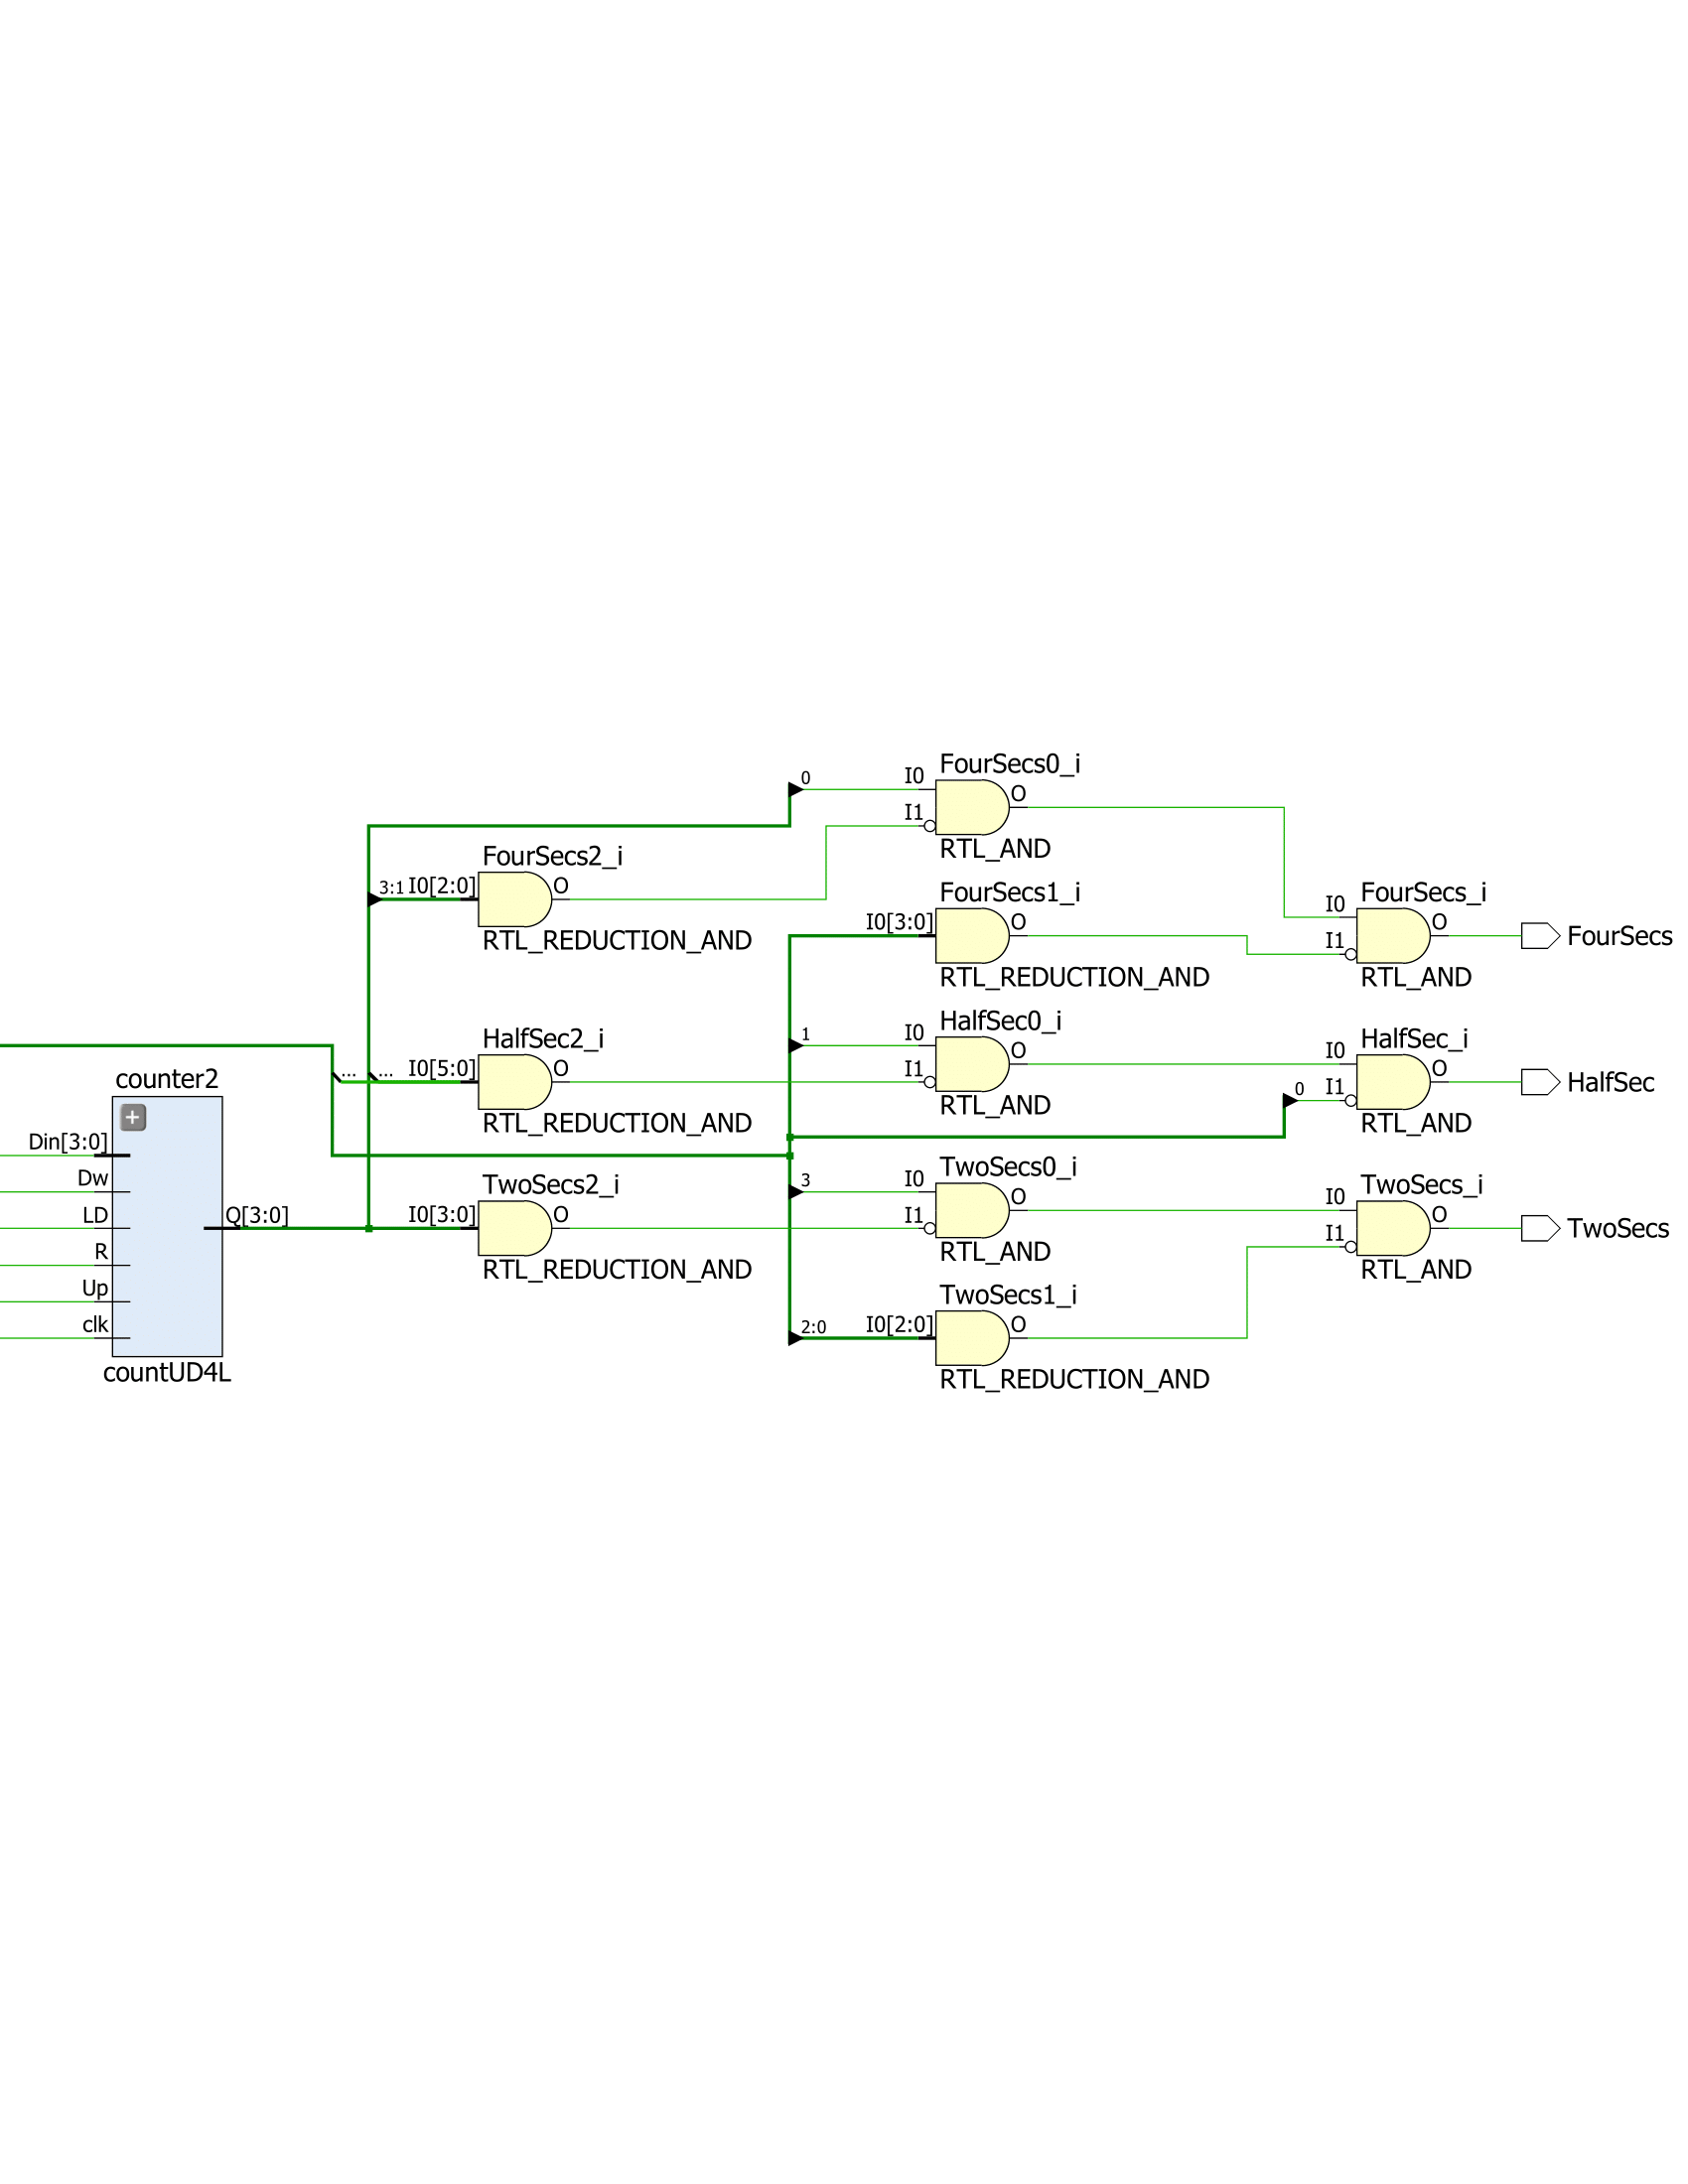 FourSecs0_i
0
I0
O
I1
RTL_AND
FourSecs2_i
3:1
I0[2:0]
O
RTL_REDUCTION_AND
FourSecs1_i
I0[3:0]
O
RTL_REDUCTION_AND
FourSecs_i
I0
O
I1
FourSecs
RTL_AND
HalfSec0_i
1
I0
O
I1
RTL_AND
HalfSec2_i
...
...
I0[5:0]
O
RTL_REDUCTION_AND
HalfSec_i
I0
O
0
I1
HalfSec
RTL_AND
counter2
Din[3:0]
Dw
LD
R
Up
clk
Q[3:0]
countUD4L
TwoSecs2_i
I0[3:0]
O
RTL_REDUCTION_AND
TwoSecs0_i
3
I0
O
I1
RTL_AND
TwoSecs_i
I0
O
I1
TwoSecs
RTL_AND
TwoSecs1_i
2:0
I0[2:0]
O
RTL_REDUCTION_AND